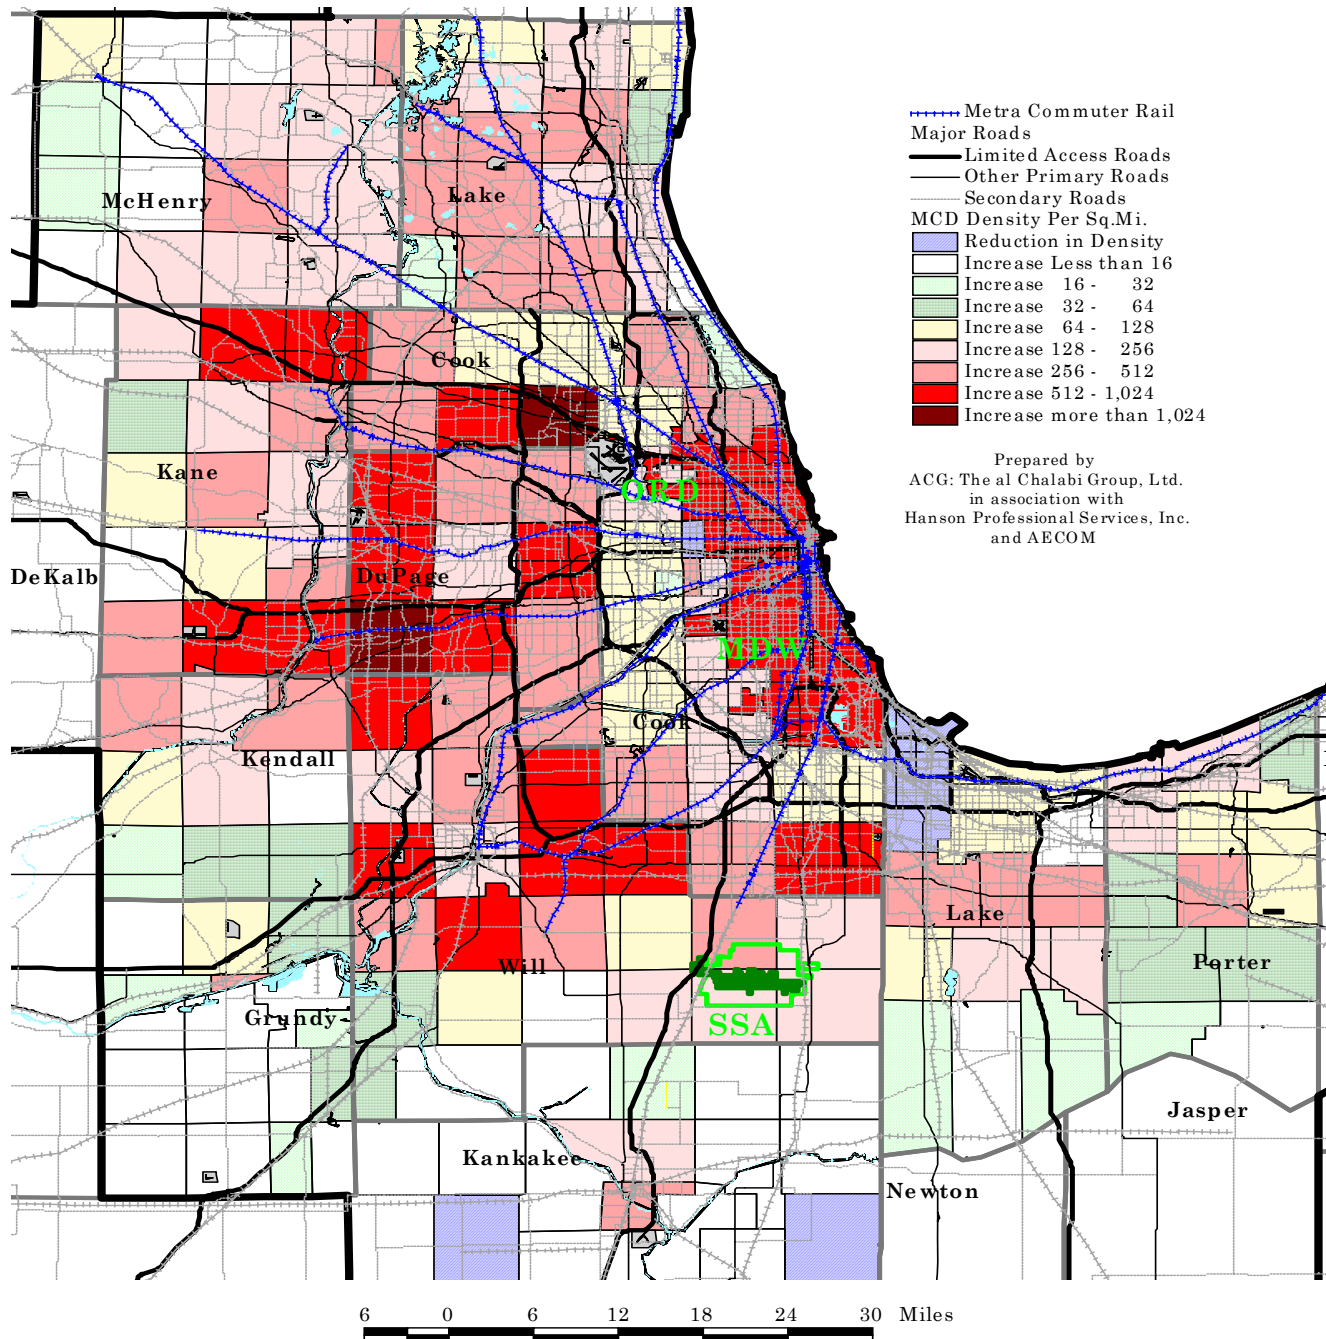 Metra Commuter Rail
Major Roads
Limited Access Roads
Other Primary Roads
Secondary Roads
MCD Density Per Sq.Mi.
Reduction in Density
Increase Less than 16
Increase 16 - 32
Increase 32 - 64
Increase 64 - 128
Increase 128 - 256
Increase 256 - 512
Increase 512 - 1,024
Increase more than 1,024
Prepared by
ACG: The al Chalabi Group, Ltd.
in association with
Hanson Professional Services, Inc.
and AECOM
McHenry
Lake
Cook
Kane
ORD
DeKalb
DuPage
MDW
Cook
Kendall
Lake
Will
Porter
Grundy
SSA
Jasper
Kankakee
Newton
6 0 6 12 18 24 30 Miles